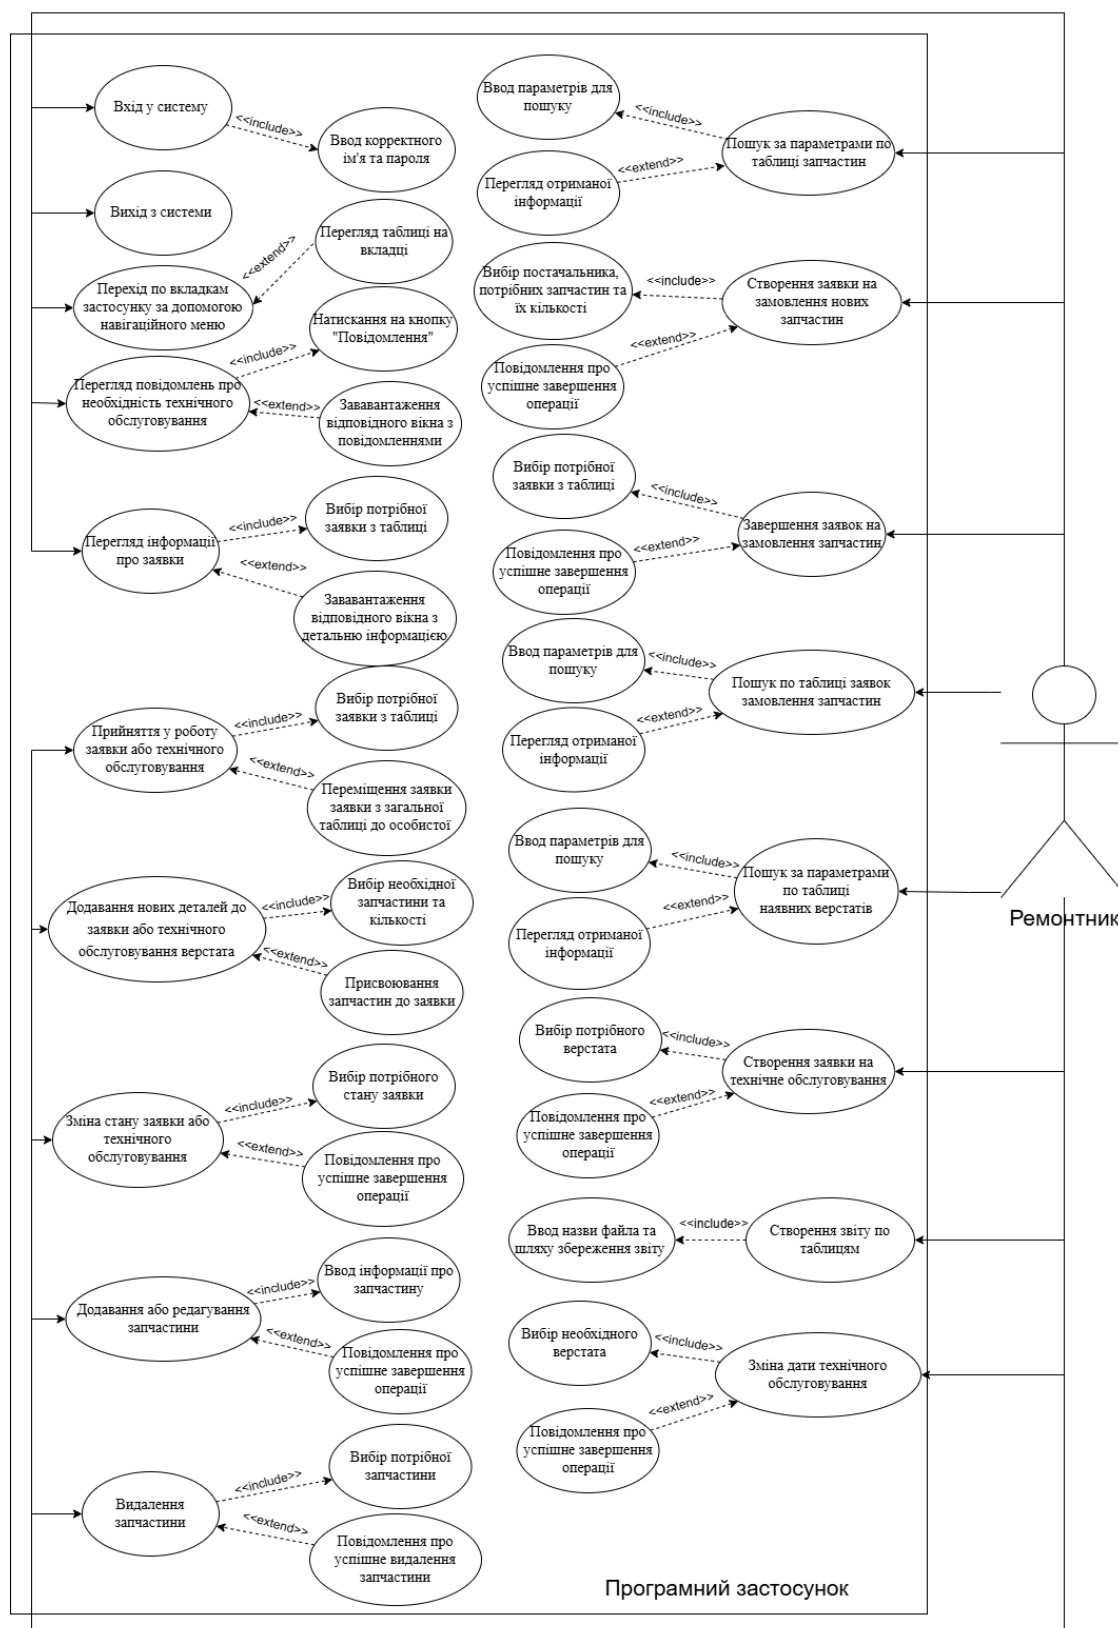 Вхід у систему
<<include>>
Ввод корректного
ім'я та пароля
Вихід з системи
Перегляд таблиці на
вкладці
<<extend>>
Перехід по вкладкам
застосунку за допомогою
навігаційного меню
Натискання на кнопку
"Повідомлення"
<<include>>
Перегляд повідомлень про
необхідність технічного
обслуговування
<<extend>>
Зававантаження
відповідного вікна з
повідомленнями
Вибір потрібної
заявки з таблиці
<<include>>
Перегляд інформації
про заявки
<<extend>>
Зававантаження
відповідного вікна з
детальню інформацією
Вибір потрібної
заявки з таблиці
<<include>>
Прийняття у роботу
заявки або технічного
обслуговування
<<extend>>
Переміщення заявки
заявки з загальної
таблиці до особистої
Вибір необхідної
запчастини та
кількості
<<include>>
Додавання нових деталей до
заявки або технічного
обслуговування верстата
<<extend>>
Присвоювання
запчастин до заявки
Вибір потрібного
стану заявки
<<include>>
Зміна стану заявки або
технічного
обслуговування
<<extend>>
Повідомлення про
успішне завершення
операції
Ввод інформації про
запчастину
<<include>>
Додавання або редагування
запчастини
<<extend>>
Повідомлення про
успішне завершення
операції
Вибір потрібної
запчастини
<<include>>
Видалення
запчастини
<<extend>>
Повідомлення про
успішне видалення
запчастини
Ввод параметрів для
пошуку
<<include>>
Пошук за параметрами по
таблиці запчастин
<<extend>>
Перегляд отриманої
інформації
Вибір постачальника,
потрібних запчастин та
їх кількості
<<include>>
Створення заявки на
замовлення нових
запчастин
<<extend>>
Повідомлення про
успішне завершення
операції
Вибір потрібної
заявки з таблиці
<<include>>
Завершення заявок на
замовлення запчастин
<<extend>>
Повідомлення про
успішне завершення
операції
Ввод параметрів для
пошуку
<<include>>
Пошук по таблиці заявок
замовлення запчастин
<<extend>>
Перегляд отриманої
інформації
Ввод параметрів для
пошуку
<<include>>
Пошук за параметрами
по таблиці
наявних верстатів
<<extend>>
Перегляд отриманої
інформації
Вибір потрібного
верстата
<<include>>
Створення заявки на
технічне обслуговування
<<extend>>
Повідомлення про
успішне завершення
операції
Ввод назви файла та
шляху збереження звіту
<<include>>
Створення звіту по
таблицям
Вибір необхідного
верстата
<<include>>
Зміна дати технічного
обслуговування
<<extend>>
Повідомлення про
успішне завершення
операції
Ремонтник
Програмний застосунок